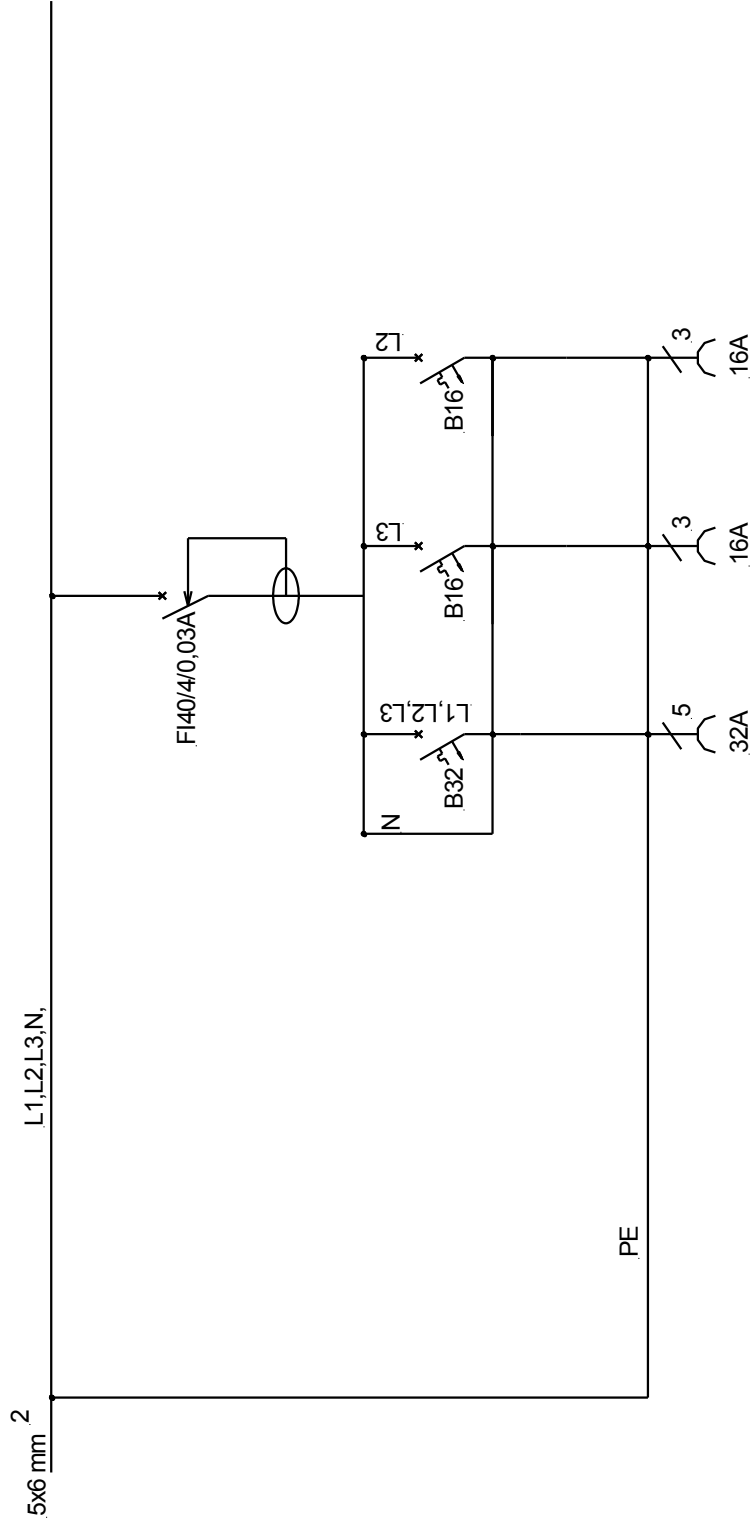 5x6 mm 2
L1,L2,L3,N,
FI40/4/0,03A
N
L1,L2,L3
B32
L3
B16
L2
B16
PE
5
32A
3
16A
3
16A